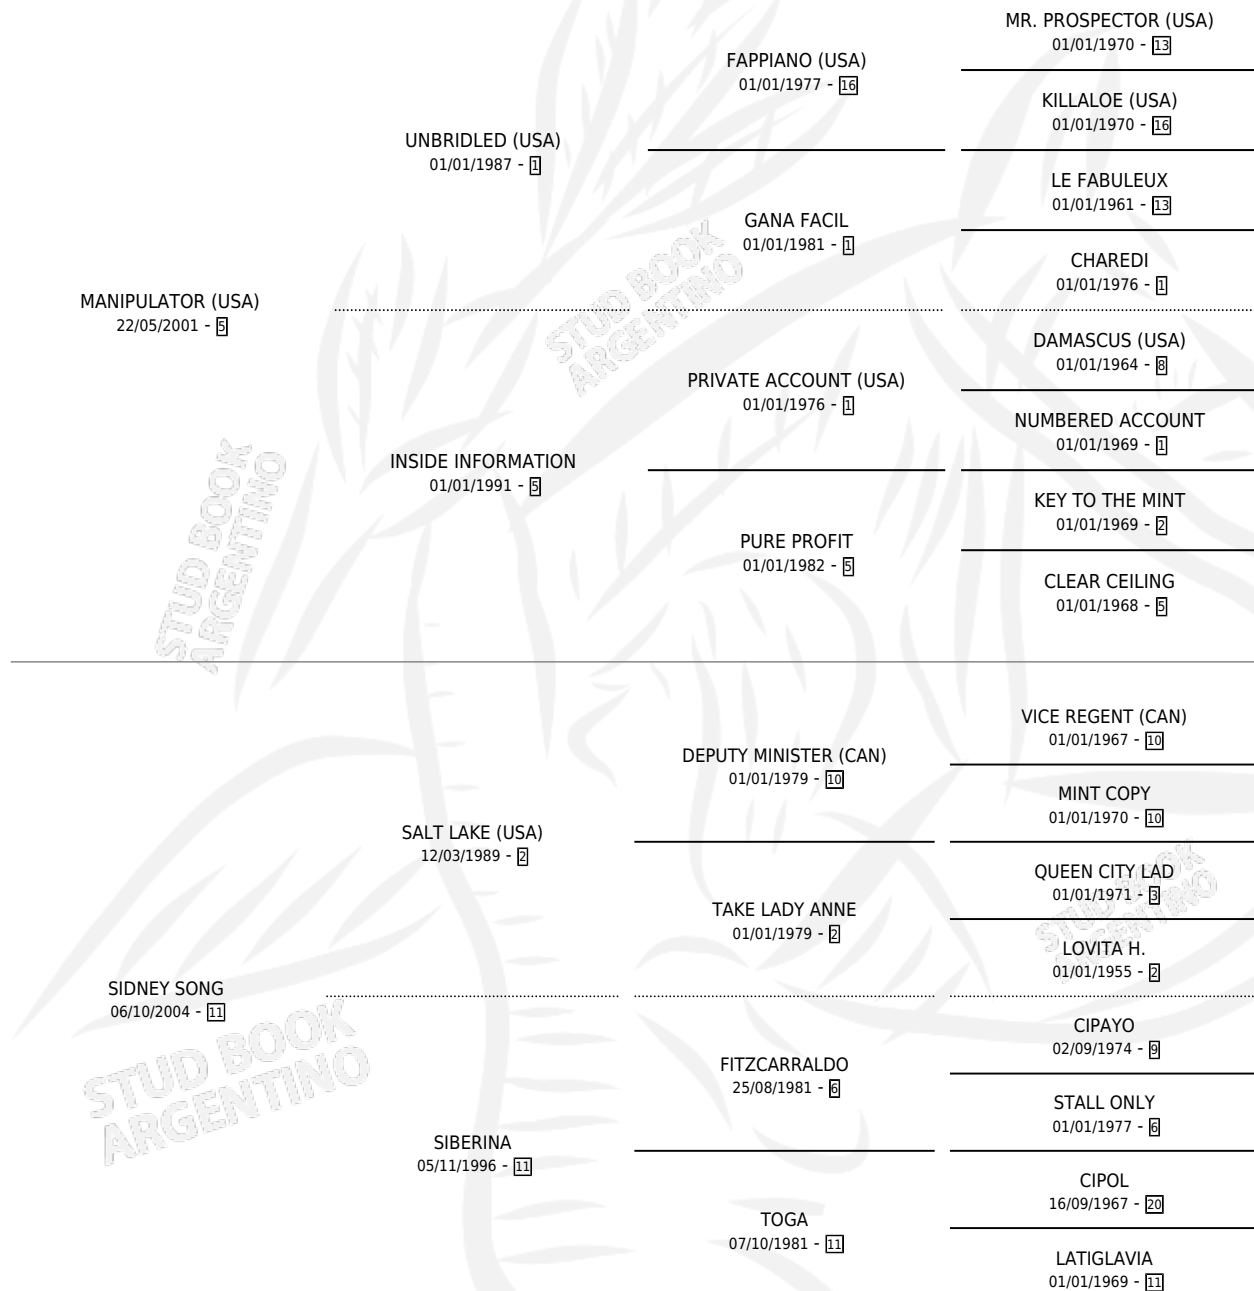 MR. PROSPECTOR (USA)
01/01/1970 - 13
FAPPIANO (USA)
01/01/1977 - 16
KILLALOE (USA)
01/01/1970 - 16
UNBRIDLED (USA)
01/01/1987 - 1
LE FABULEUX
01/01/1961 - 13
GANA FACIL
01/01/1981 - 1
CHAREDI
01/01/1976 - 1
MANIPULATOR (USA)
22/05/2001 - 5
DAMASCUS (USA)
01/01/1964 - 8
PRIVATE ACCOUNT (USA)
01/01/1976 - 1
NUMBERED ACCOUNT
01/01/1969 - 1
INSIDE INFORMATION
01/01/1991 - 5
KEY TO THE MINT
01/01/1969 - 2
PURE PROFIT
01/01/1982 - 5
CLEAR CEILING
01/01/1968 - 5
VICE REGENT (CAN)
01/01/1967 - 10
DEPUTY MINISTER (CAN)
01/01/1979 - 10
MINT COPY
01/01/1970 - 10
SALT LAKE (USA)
12/03/1989 - 2
QUEEN CITY LAD
01/01/1971 - 3
TAKE LADY ANNE
01/01/1979 - 2
LOVITA H.
01/01/1955 - 2
SIDNEY SONG
06/10/2004 - 11
CIPAYO
02/09/1974 - 9
FITZCARRALDO
25/08/1981 - 6
STALL ONLY
01/01/1977 - 6
SIBERINA
05/11/1996 - 11
CIPOL
16/09/1967 - 20
TOGA
07/10/1981 - 11
LATIGLAVIA
01/01/1969 - 11
STUD BOOK
ARGENTINO
STUD BOOK
ARGENTINO
STUD BOOK
ARGENTINO
STUD BOOK
ARGENTINO